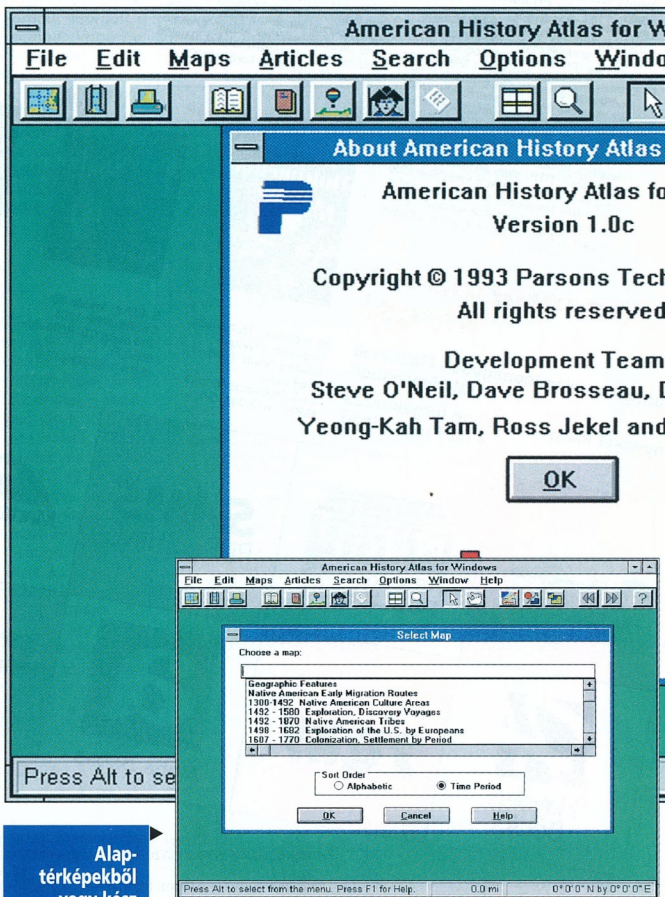 American History Atlas for W
File Edit Maps Articles Search Options Windo
About American History Atlas
American History Atlas fo
Version 1.0c
Copyright © 1993 Parsons Tech
All rights reserved
Development Team
Steve O'Neil, Dave Brosseau, D
Yeong-Kah Tam, Ross Jekel and
OK
Press Alt to se
American History Atlas for Windows
File Edit Maps Articles Search Options Window Help
Select Map
Choose a map:
Geographic Features
Native American Early Migration Routes
1300-1492 Native American Culture Areas
1492 - 1580 Exploration, Discovery Voyages
1492 - 1870 Native American Tribes
1498 - 1682 Exploration of the U.S. by Europeans
1607 - 1770 Colonization, Settlement by Period
Sort Order
Alphabetic Time Period
OK Cancel Help
Press Alt to select from the menu. Press F1 for Help. 0.0 mi 0°0'0"N by 0°0'0"E
Alap-
térképekből
vagy kész